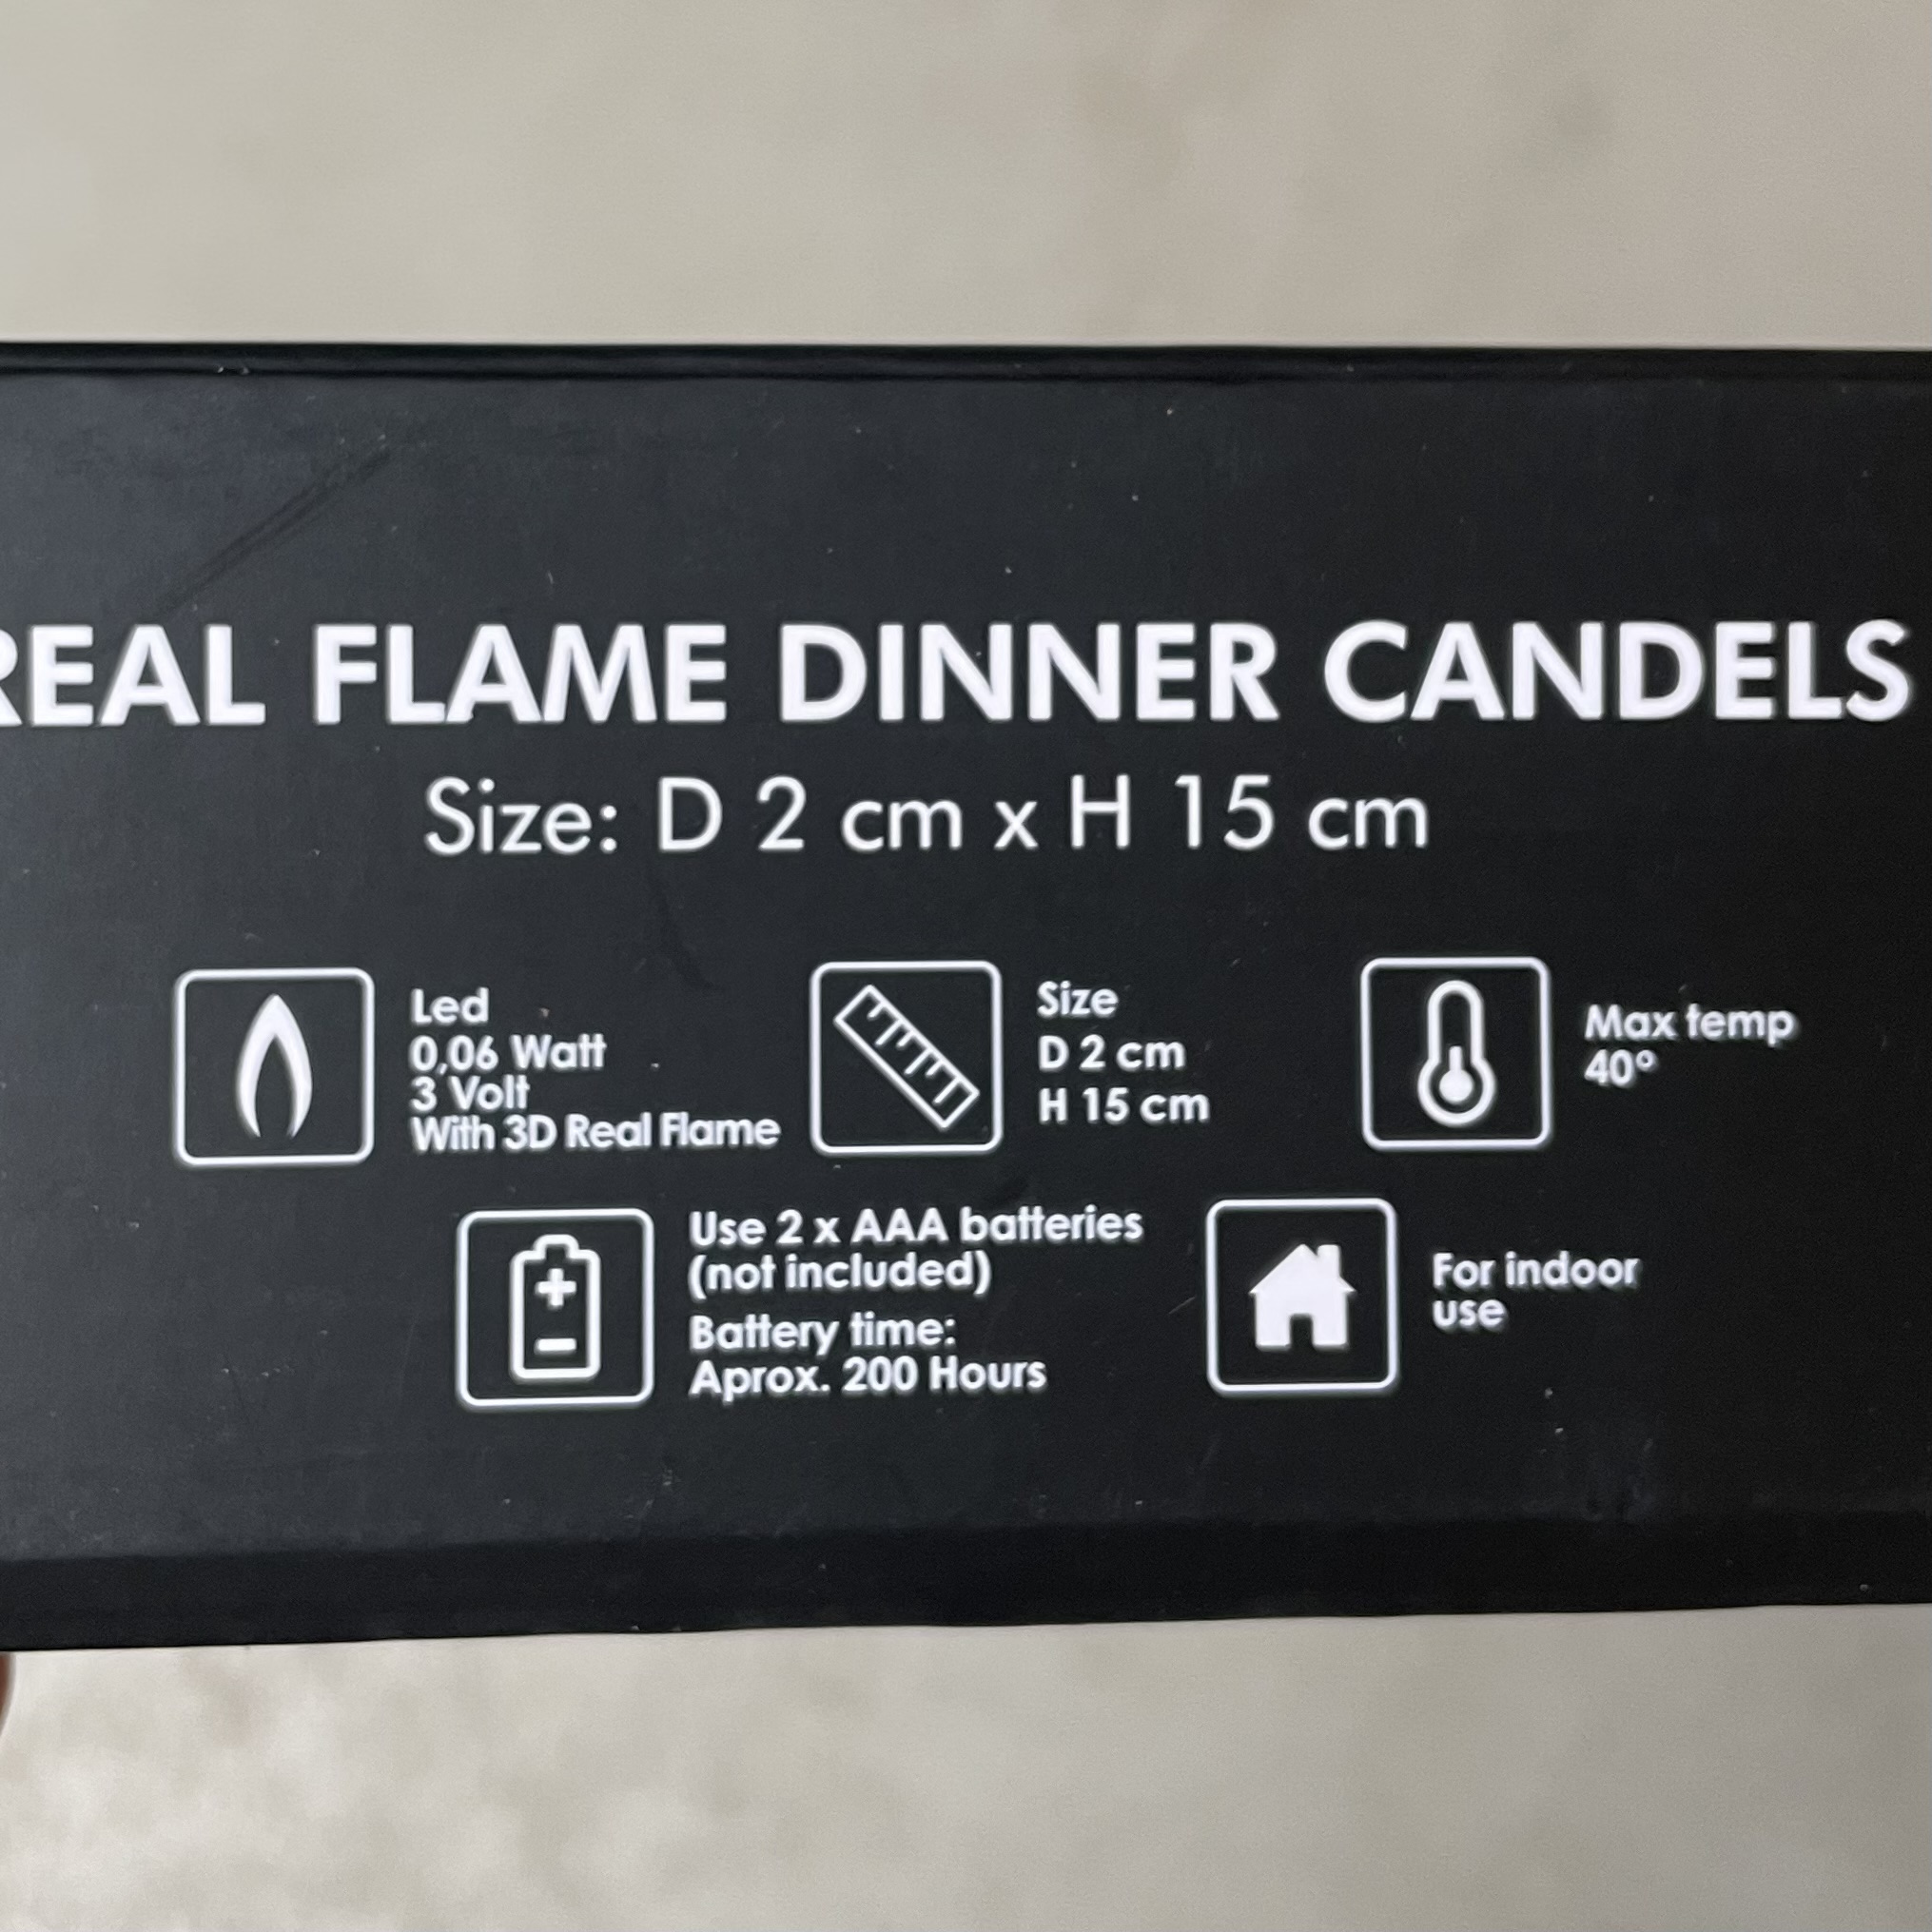 REAL FLAME DINNER CANDELS
Size: D 2 cm x H 15 cm
Led
0,06 Watt
3 Volt
With 3D Real Flame
Size
D 2 cm
H 15 cm
Max temp
40°
Use 2 x AAA batteries
(not included)
Battery time:
Aprox. 200 Hours
For indoor
use